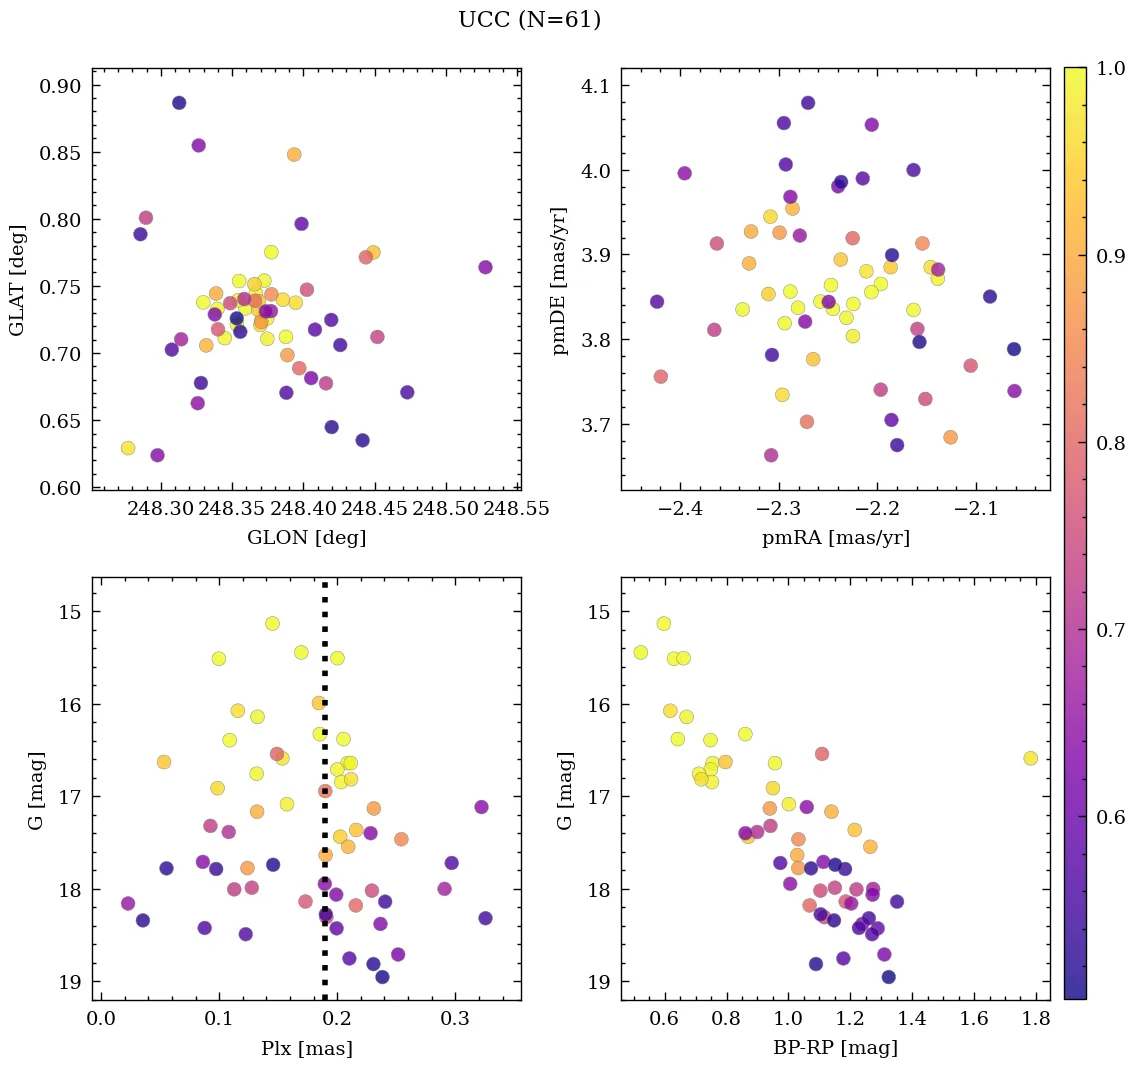 UCC (N=61)
0.90
0.85
0.80
0.75
0.70
0.65
0.60
GLAT [deg]
248.30 248.35 248.40 248.45 248.50 248.55
GLON [deg]
4.1
4.0
3.9
3.8
3.7
pmDE [mas/yr]
−2.4 −2.3 −2.2 −2.1
pmRA [mas/yr]
1.0
0.9
0.8
0.7
0.6
15
16
17
18
19
G [mag]
0.0 0.1 0.2 0.3
Plx [mas]
15
16
17
18
19
G [mag]
0.6 0.8 1.0 1.2 1.4 1.6 1.8
BP-RP [mag]